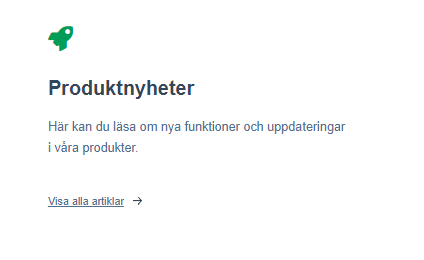 Produktnyheter
Här kan du läsa om nya funktioner och uppdateringar
i våra produkter.
Visa alla artiklar →